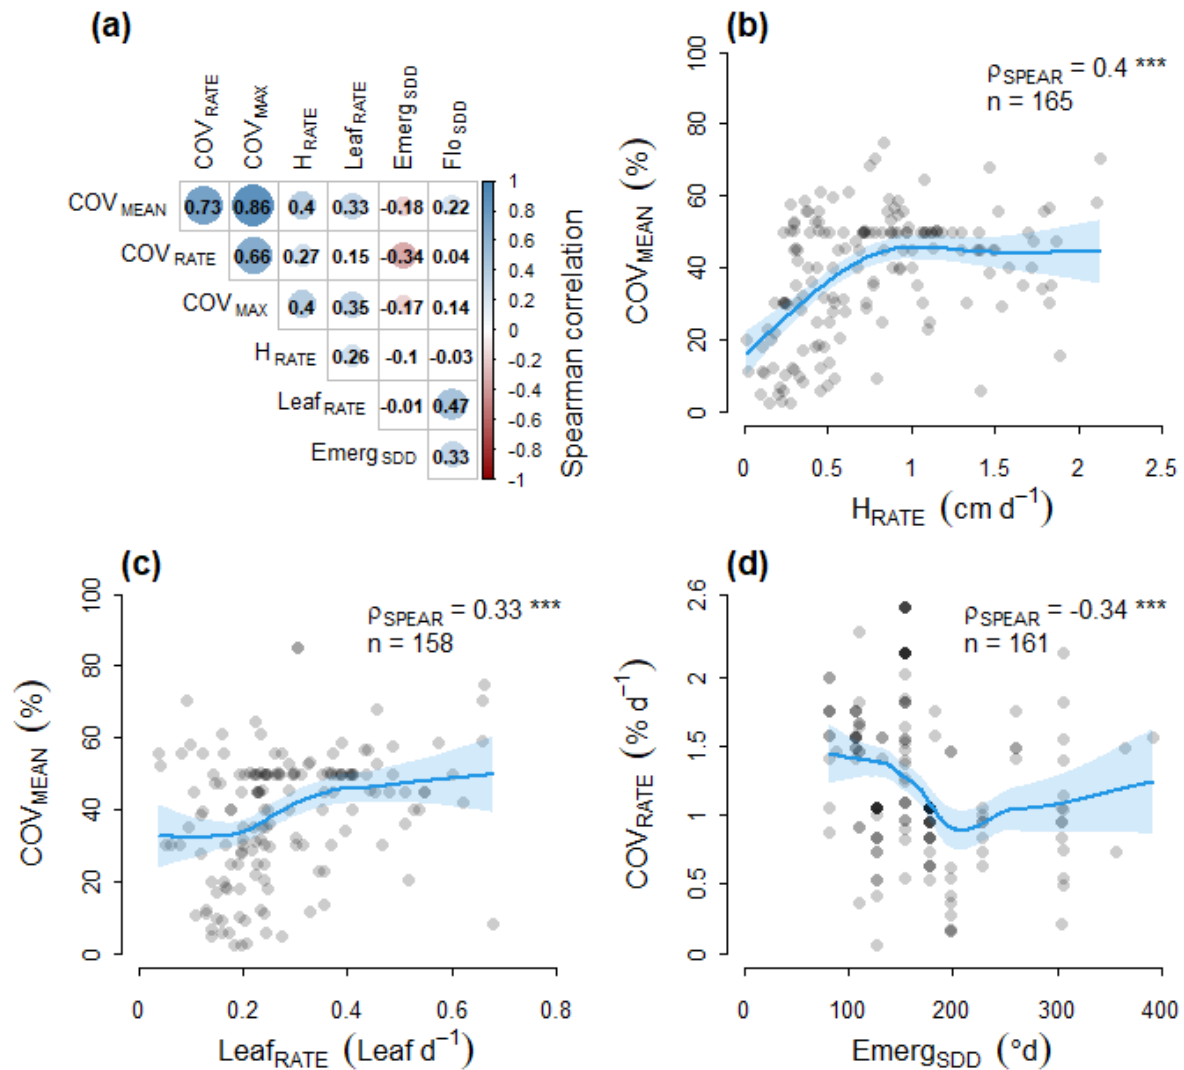 (a)
COV RATE
COV MAX
H RATE
Leaf RATE
Emerg SDD
Flo SDD
COV MEAN 0.73 0.86 0.4 0.33 -0.18 0.22
COV RATE 0.66 0.27 0.15 -0.34 0.04
COV MAX 0.4 0.35 -0.17 0.14
H RATE 0.26 -0.1 -0.03
Leaf RATE -0.01 0.47
Emerg SDD 0.33
1
0.8
0.6
0.4
0.2
0
-0.2
-0.4
-0.6
-0.8
-1
Spearman correlation
(b)
ρSPEAR = 0.4 ***
n = 165
COVMEAN (%)
100
80
60
40
20
0
0 0.5 1 1.5 2 2.5
HRATE (cm d−1)
(c)
ρSPEAR = 0.33 ***
n = 158
COVMEAN (%)
100
80
60
40
20
0
0 0.2 0.4 0.6 0.8
LeafRATE (Leaf d−1)
(d)
ρSPEAR = -0.34 ***
n = 161
COVRATE (% d−1)
2.6
2
1.5
1
0.5
0
0 100 200 300 400
EmergSDD (°d)